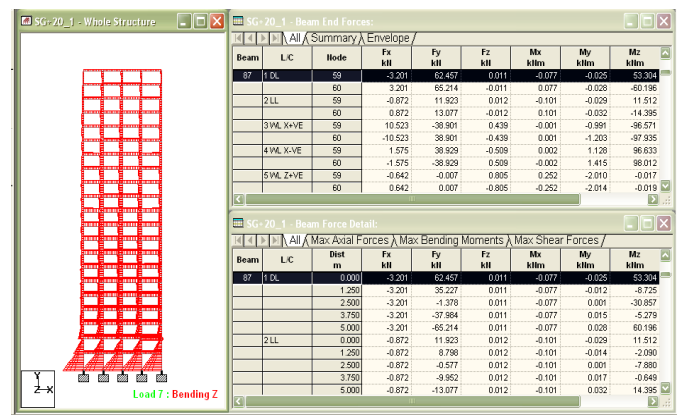 SG+20_1 - Whole Structure
Y
Z X
Load 7 : Bending Z
SG+20_1 - Beam End Forces:
All Summary Envelope
Beam L/C Node Fx kN Fy kN Fz kN Mx kNm My kNm Mz kNm
87 1 DL 59 -3.201 62.457 0.011 -0.077 -0.025 53.304
60 3.201 65.214 -0.011 0.077 -0.028 -60.196
2 LL 59 -0.872 11.923 0.012 -0.101 -0.029 11.512
60 0.872 13.077 -0.012 0.101 -0.032 -14.395
3 WL X+VE 59 10.523 -38.901 0.439 -0.001 -0.991 -96.571
60 -10.523 38.901 -0.439 0.001 -1.203 -97.935
4 WL X-VE 59 1.575 38.929 -0.509 0.002 1.128 96.633
60 -1.575 -38.929 0.509 -0.002 1.415 98.012
5 WL Z+VE 59 -0.642 -0.007 0.805 0.252 -2.010 -0.017
60 0.642 0.007 -0.805 -0.252 -2.014 -0.019
SG+20_1 - Beam Force Detail:
All Max Axial Forces Max Bending Moments Max Shear Forces
Beam L/C Dist m Fx kN Fy kN Fz kN Mx kNm My kNm Mz kNm
87 1 DL 0.000 -3.201 62.457 0.011 -0.077 -0.025 53.304
1.250 -3.201 35.227 0.011 -0.077 -0.012 -8.725
2.500 -3.201 -1.378 0.011 -0.077 0.001 -30.857
3.750 -3.201 -37.984 0.011 -0.077 0.015 -5.279
5.000 -3.201 -65.214 0.011 -0.077 0.028 60.196
2 LL 0.000 -0.872 11.923 0.012 -0.101 -0.029 11.512
1.250 -0.872 8.798 0.012 -0.101 -0.014 -2.090
2.500 -0.872 -0.577 0.012 -0.101 0.001 -7.880
3.750 -0.872 -9.952 0.012 -0.101 0.017 -0.649
5.000 -0.872 -13.077 0.012 -0.101 0.032 14.395